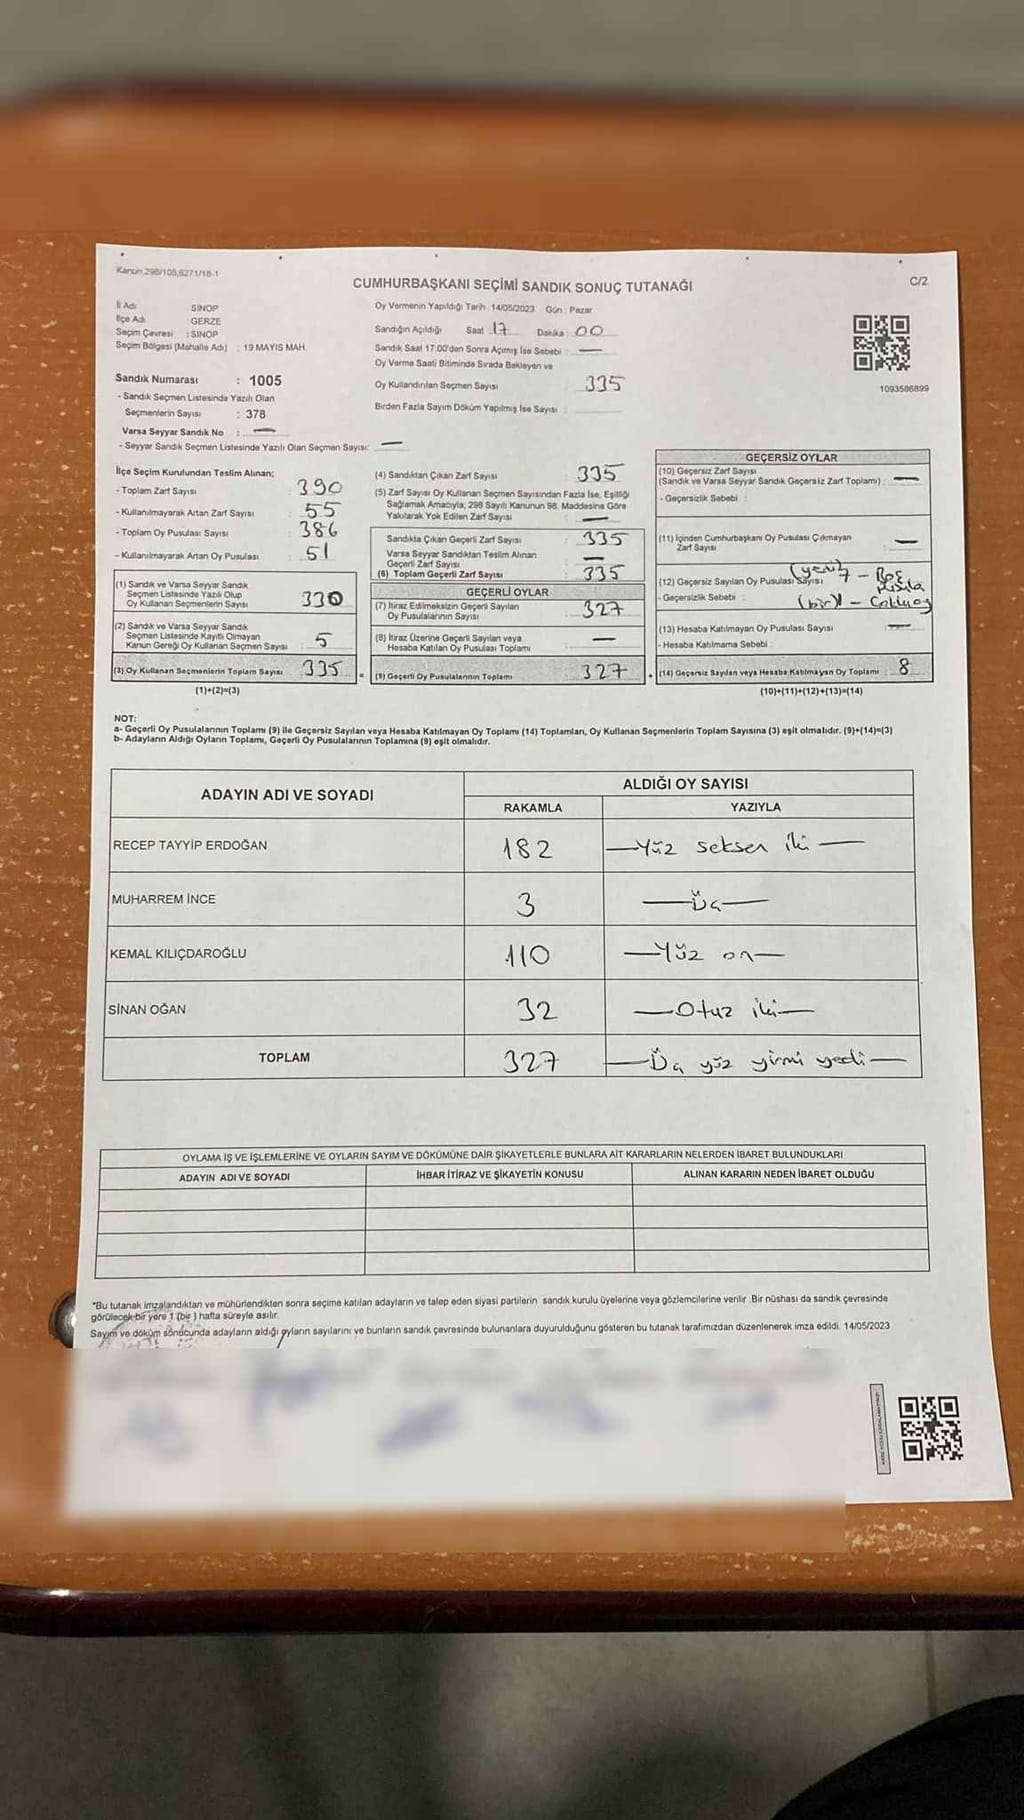 Kanun,298/105,6271/18-1
CUMHURBAŞKANI SEÇİMİ SANDIK SONUÇ TUTANAĞI
C/2
İl Adı SİNOP
İlçe Adı : GERZE
Seçim Çevresi : SİNOP
Seçim Bölgesi (Mahalle Adı) : 19 MAYIS MAH.
Sandık Numarası : 1005
- Sandık Seçmen Listesinde Yazılı Olan
Seçmenlerin Sayısı : 378
Varsa Seyyar Sandık No : —
- Seyyar Sandık Seçmen Listesinde Yazılı Olan Seçmen Sayısı: —
Oy Vermenin Yapıldığı Tarih : 14/05/2023 Gün : Pazar
Sandığın Açıldığı Saat : 17 Dakika : 00
Sandık Saat 17.00'den Sonra Açımış İse Sebebi : —
Oy Verme Saati Bitiminde Sırada Bekleyen ve
Oy Kullandırılan Seçmen Sayısı : 335
Birden Fazla Sayım Döküm Yapılmış İse Sayısı :
1093586899
İlçe Seçim Kurulundan Teslim Alınan;
- Toplam Zarf Sayısı : 390
- Kullanılmayarak Artan Zarf Sayısı : 55
- Toplam Oy Pusulası Sayısı : 386
- Kullanılmayarak Artan Oy Pusulası : 51
(1) Sandık ve Varsa Seyyar Sandık
Seçmen Listesinde Yazılı Olup
Oy Kullanan Seçmenlerin Sayısı : 330
(2) Sandık ve Varsa Seyyar Sandık
Seçmen Listesinde Kayıtlı Olmayan
Kanun Gereği Oy Kullanan Seçmen Sayısı : 5
(3) Oy Kullanan Seçmenlerin Toplam Sayısı : 335
(1)+(2)=(3)
(4) Sandıktan Çıkan Zarf Sayısı : 335
(5) Zarf Sayısı Oy Kullanan Seçmen Sayısından Fazla İse, Eşitliği
Sağlamak Amacıyla; 298 Sayılı Kanunun 98. Maddesine Göre
Yakılarak Yok Edilen Zarf Sayısı : —
Sandıkta Çıkan Geçerli Zarf Sayısı : 335
Varsa Seyyar Sandıktan Teslim Alınan
Geçerli Zarf Sayısı : —
(6) Toplam Geçerli Zarf Sayısı : 335
GEÇERLİ OYLAR
(7) İtiraz Edilmeksizin Geçerli Sayılan
Oy Pusulalarının Sayısı : 327
(8) İtiraz Üzerine Geçerli Sayılan veya
Hesaba Katılan Oy Pusulası Toplamı : —
(9) Geçerli Oy Pusulalarının Toplamı : 327
GEÇERSİZ OYLAR
(10) Geçersiz Zarf Sayısı
(Sandık ve Varsa Seyyar Sandık Geçersiz Zarf Toplamı) : —
- Geçersizlik Sebebi :
(11) İçinden Cumhurbaşkanı Oy Pusulası Çıkmayan
Zarf Sayısı : —
(12) Geçersiz Sayılan Oy Pusulası Sayısı : (yedi) 7 - Boş Pusula
- Geçersizlik Sebebi : (bir) 1 -
(13) Hesaba Katılmayan Oy Pusulası Sayısı : —
- Hesaba Katılmama Sebebi :
(14) Geçersiz Sayılan veya Hesaba Katılmayan Oy Toplamı : 8
(10)+(11)+(12)+(13)=(14)
NOT:
a- Geçerli Oy Pusulalarının Toplamı (9) ile Geçersiz Sayılan veya Hesaba Katılmayan Oy Toplamı (14) Toplamları, Oy Kullanan Seçmenlerin Toplam Sayısına (3) eşit olmalıdır. (9)+(14)=(3)
b- Adayların Aldığı Oyların Toplamı, Geçerli Oy Pusulalarının Toplamına (9) eşit olmalıdır.
ADAYIN ADI VE SOYADI ALDIĞI OY SAYISI
RAKAMLA YAZIYLA
RECEP TAYYİP ERDOĞAN 182 — Yüz seksen iki —
MUHARREM İNCE 3 — Üç —
KEMAL KILIÇDAROĞLU 110 — Yüz on —
SİNAN OĞAN 32 — Otuz iki —
TOPLAM 327 — Üç yüz yirmi yedi —
OYLAMA İŞ VE İŞLEMLERİNE VE OYLARIN SAYIM VE DÖKÜMÜNE DAİR ŞİKAYETLERLE BUNLARA AİT KARARLARIN NELERDEN İBARET BULUNDUKLARI
ADAYIN ADI VE SOYADI İHBAR İTİRAZ VE ŞİKAYETİN KONUSU ALINAN KARARIN NEDEN İBARET OLDUĞU
*Bu tutanak imzalandıktan ve mühürlendikten sonra seçime katılan adayların ve talep eden siyasi partilerin sandık kurulu üyelerine veya gözlemcilerine verilir. Bir nüshası da sandık çevresinde
görülecek bir yere 1 (bir) hafta süreyle asılır.
Sayım ve döküm sonucunda adayların aldığı oyların sayılarını ve bunların sandık çevresinde bulunanlara duyurulduğunu gösteren bu tutanak tarafımızdan düzenlenerek imza edildi. 14/05/2023